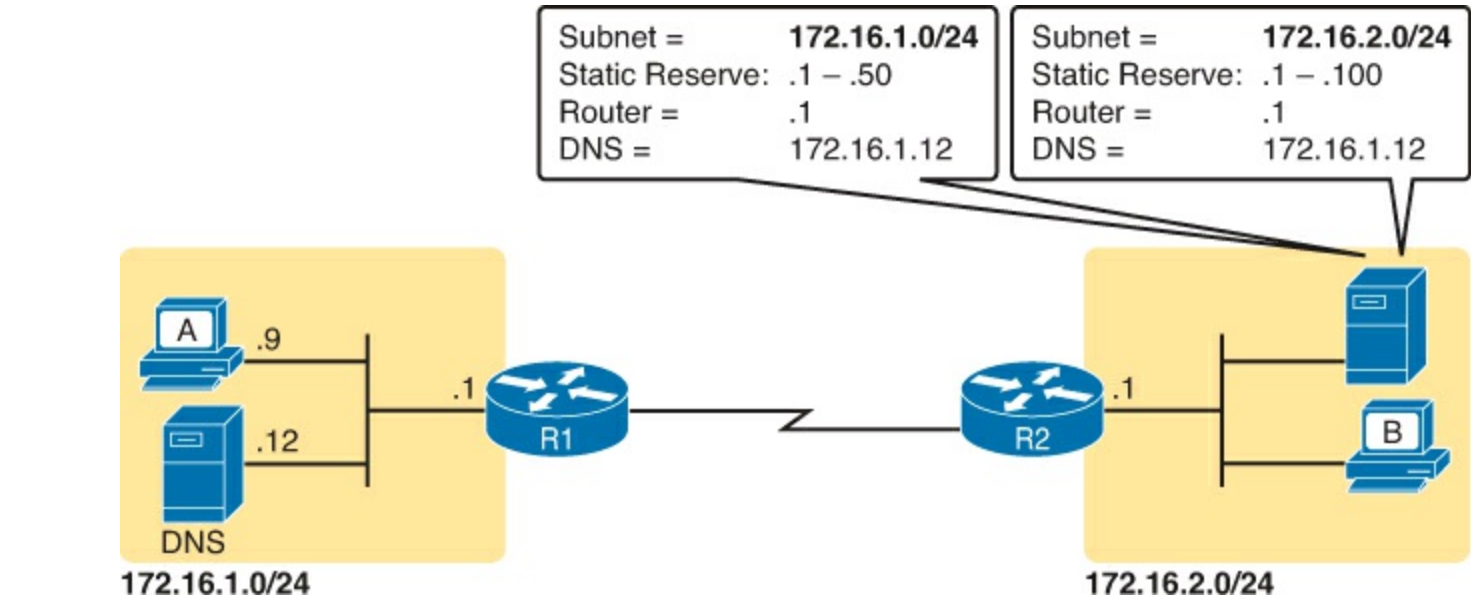 Subnet = 172.16.1.0/24
Static Reserve: .1 – .50
Router = .1
DNS = 172.16.1.12
Subnet = 172.16.2.0/24
Static Reserve: .1 – .100
Router = .1
DNS = 172.16.1.12
A
.9
.12
DNS
.1
R1
172.16.1.0/24
R2
.1
B
172.16.2.0/24